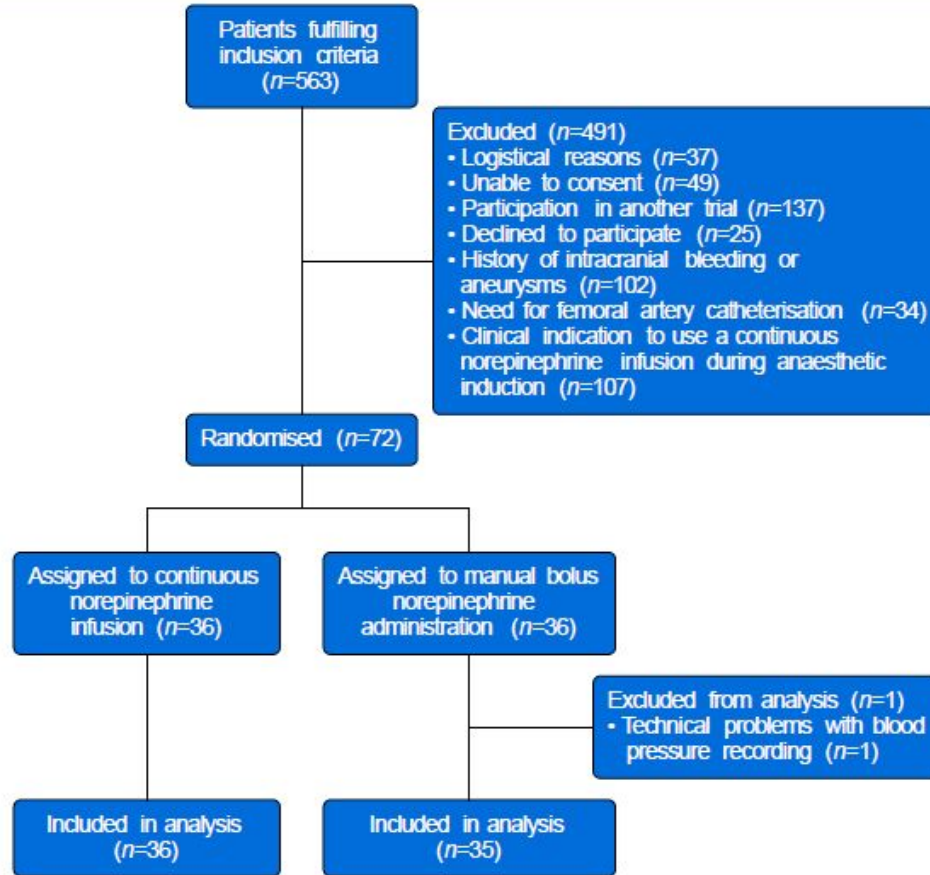 Patients fulfilling
inclusion criteria
(n=563)
Excluded (n=491)
• Logistical reasons (n=37)
• Unable to consent (n=49)
• Participation in another trial (n=137)
• Declined to participate (n=25)
• History of intracranial bleeding or
aneurysms (n=102)
• Need for femoral artery catheterisation (n=34)
• Clinical indication to use a continuous
norepinephrine infusion during anaesthetic
induction (n=107)
Randomised (n=72)
Assigned to continuous
norepinephrine
infusion (n=36)
Assigned to manual bolus
norepinephrine
administration (n=36)
Excluded from analysis (n=1)
• Technical problems with blood
pressure recording (n=1)
Included in analysis
(n=36)
Included in analysis
(n=35)